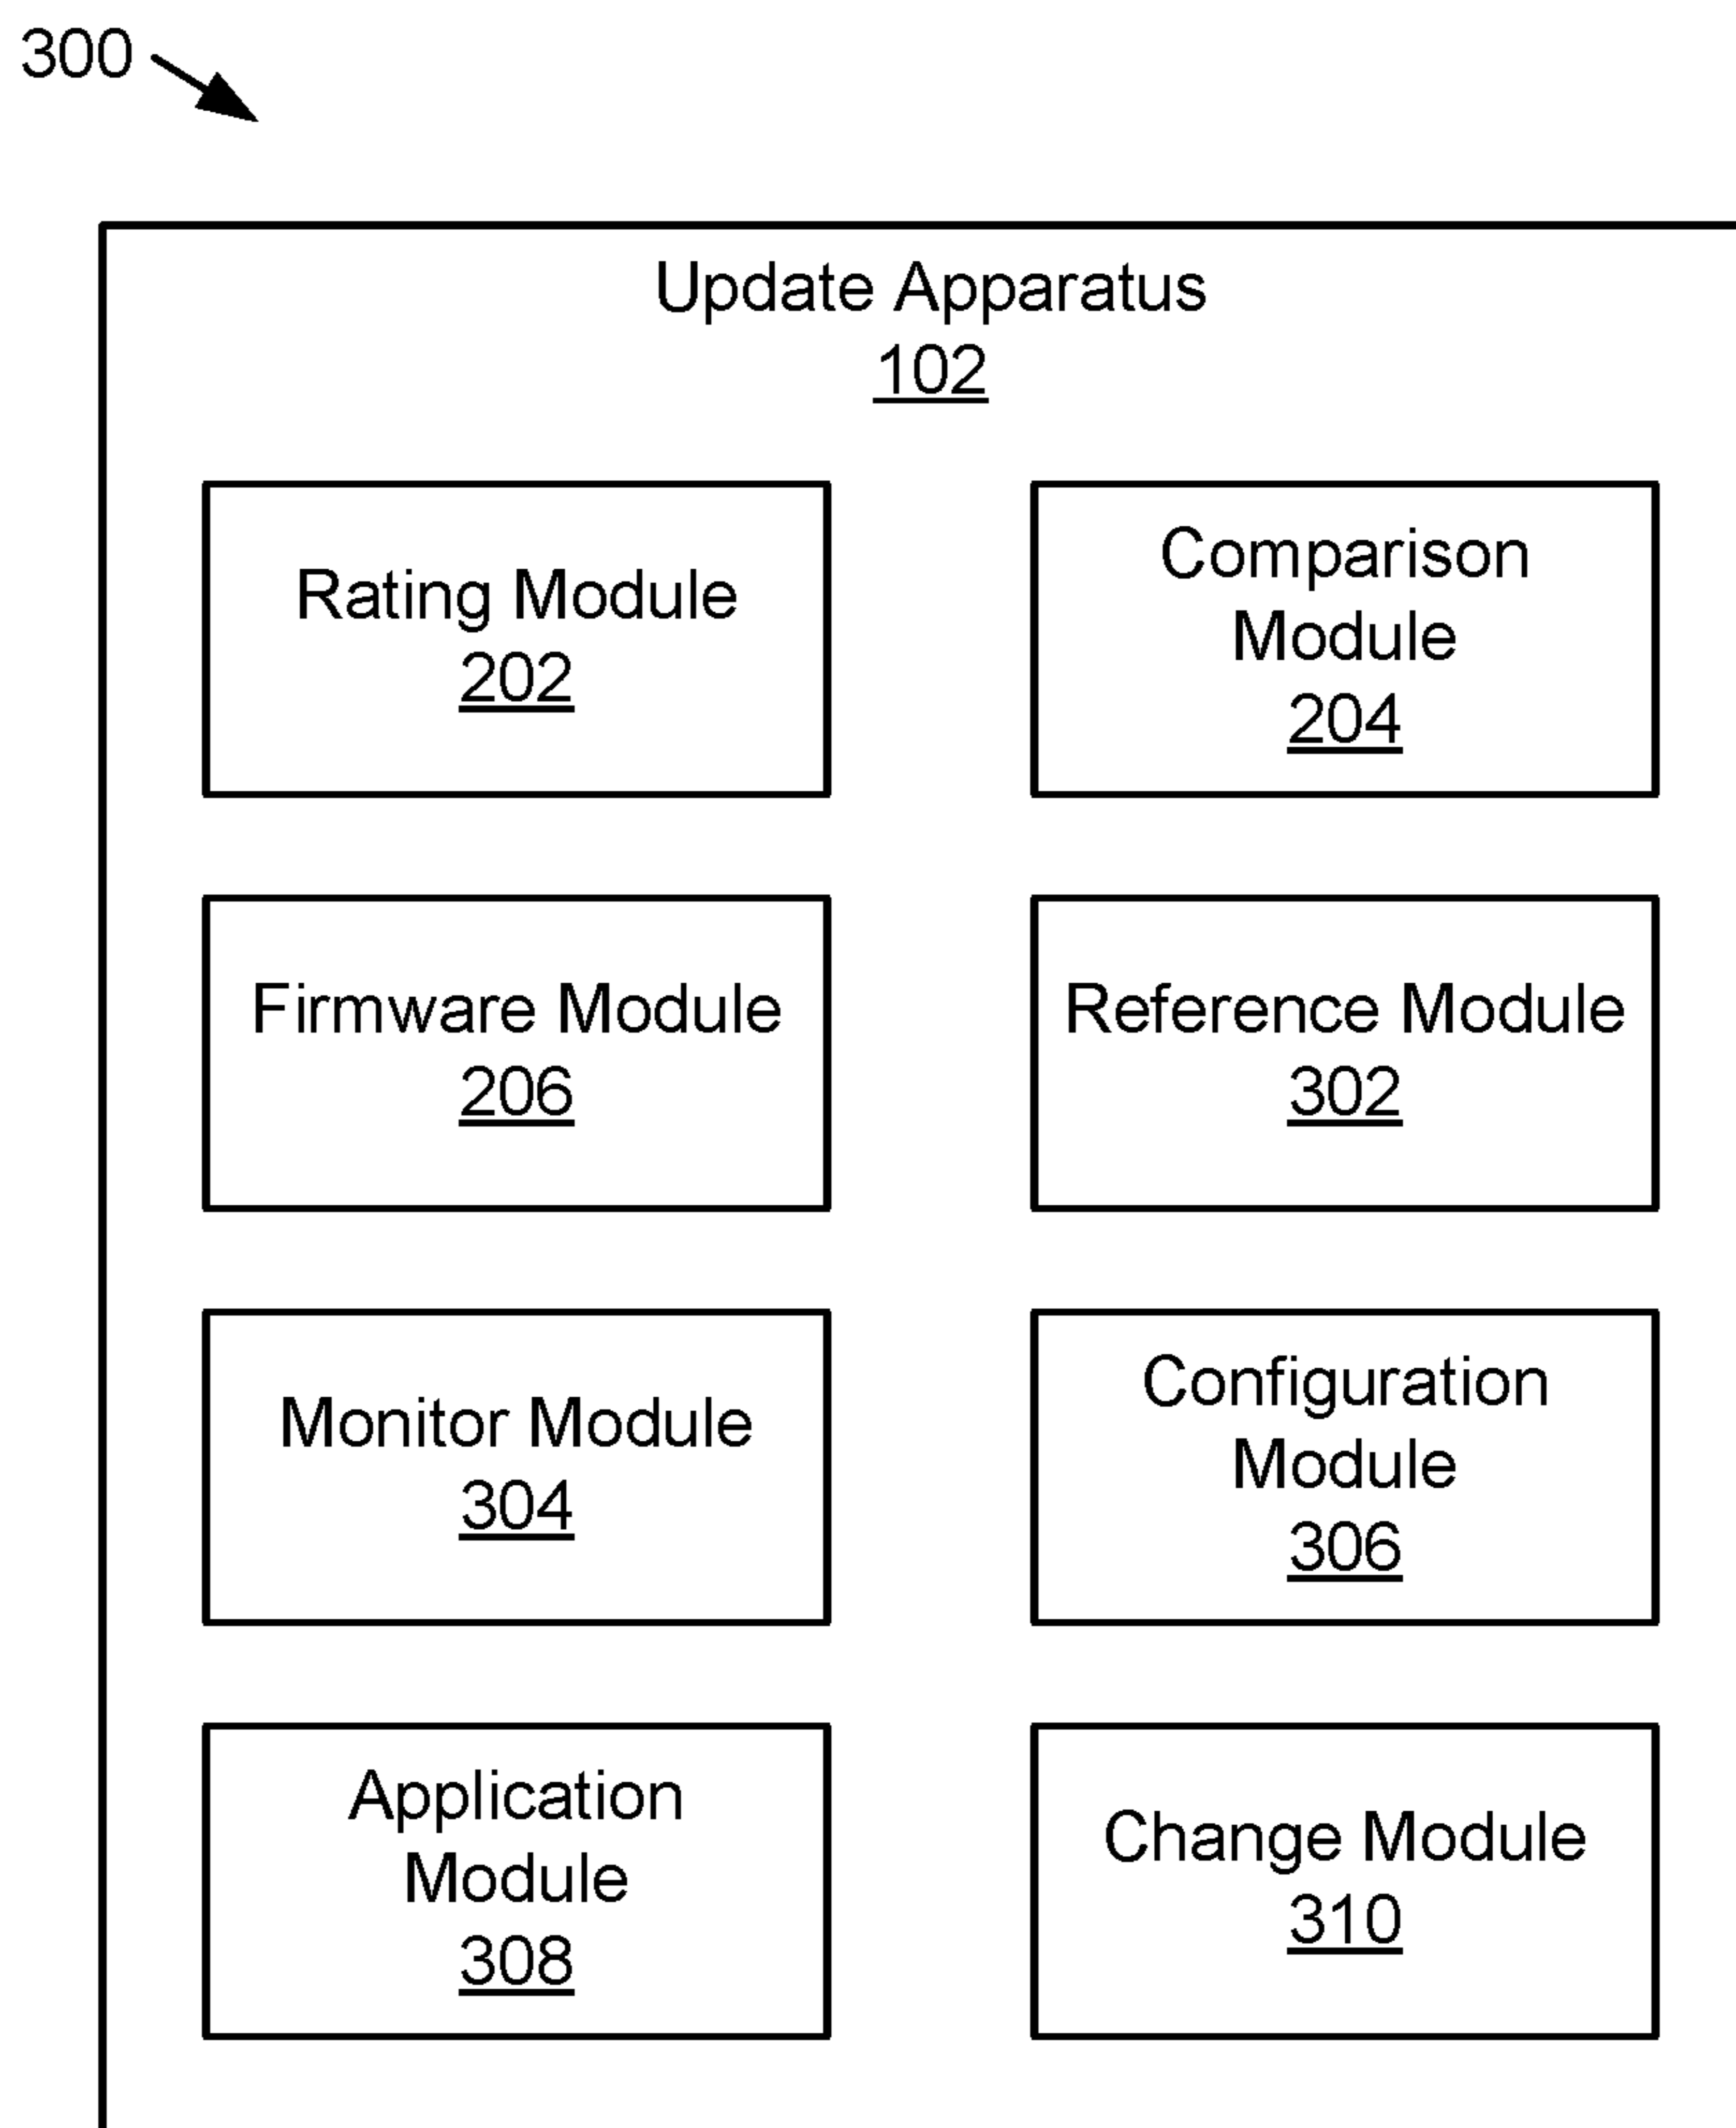 300
Update Apparatus
102
Rating Module
202
Comparison
Module
204
Firmware Module
206
Reference Module
302
Monitor Module
304
Configuration
Module
306
Application
Module
308
Change Module
310